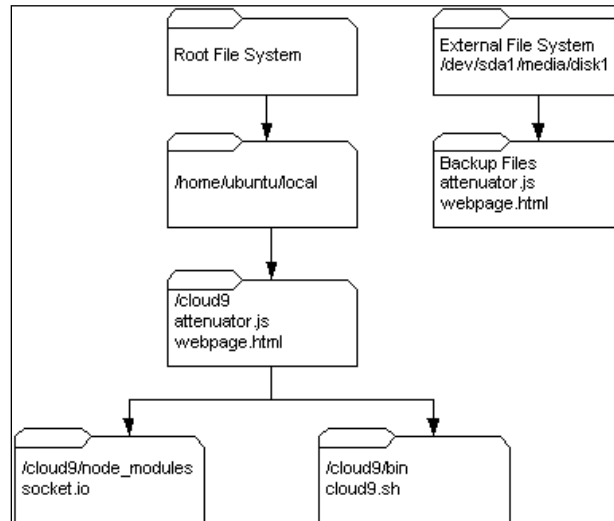 Root File System
External File System
/dev/sda1/media/disk1
/home/ubuntu/local
Backup Files
attenuator.js
webpage.html
/cloud9
attenuator.js
webpage.html
/cloud9/node_modules
socket.io
/cloud9/bin
cloud9.sh